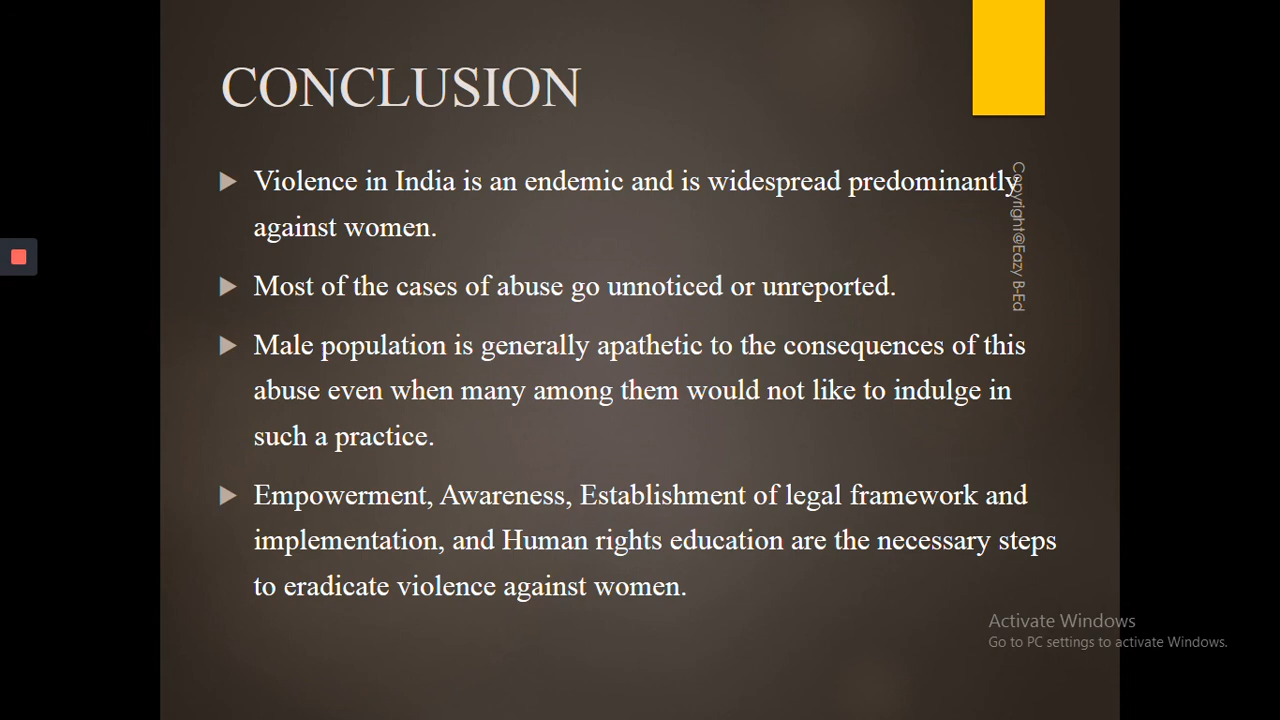 CONCLUSION
Violence in India is an endemic and is widespread predominantly
against women.
Most of the cases of abuse go unnoticed or unreported.
Male population is generally apathetic to the consequences of this
abuse even when many among them would not like to indulge in
such a practice.
Empowerment, Awareness, Establishment of legal framework and
implementation, and Human rights education are the necessary steps
to eradicate violence against women.
Copyright@Eazy B-Ed
Activate Windows
Go to PC settings to activate Windows.